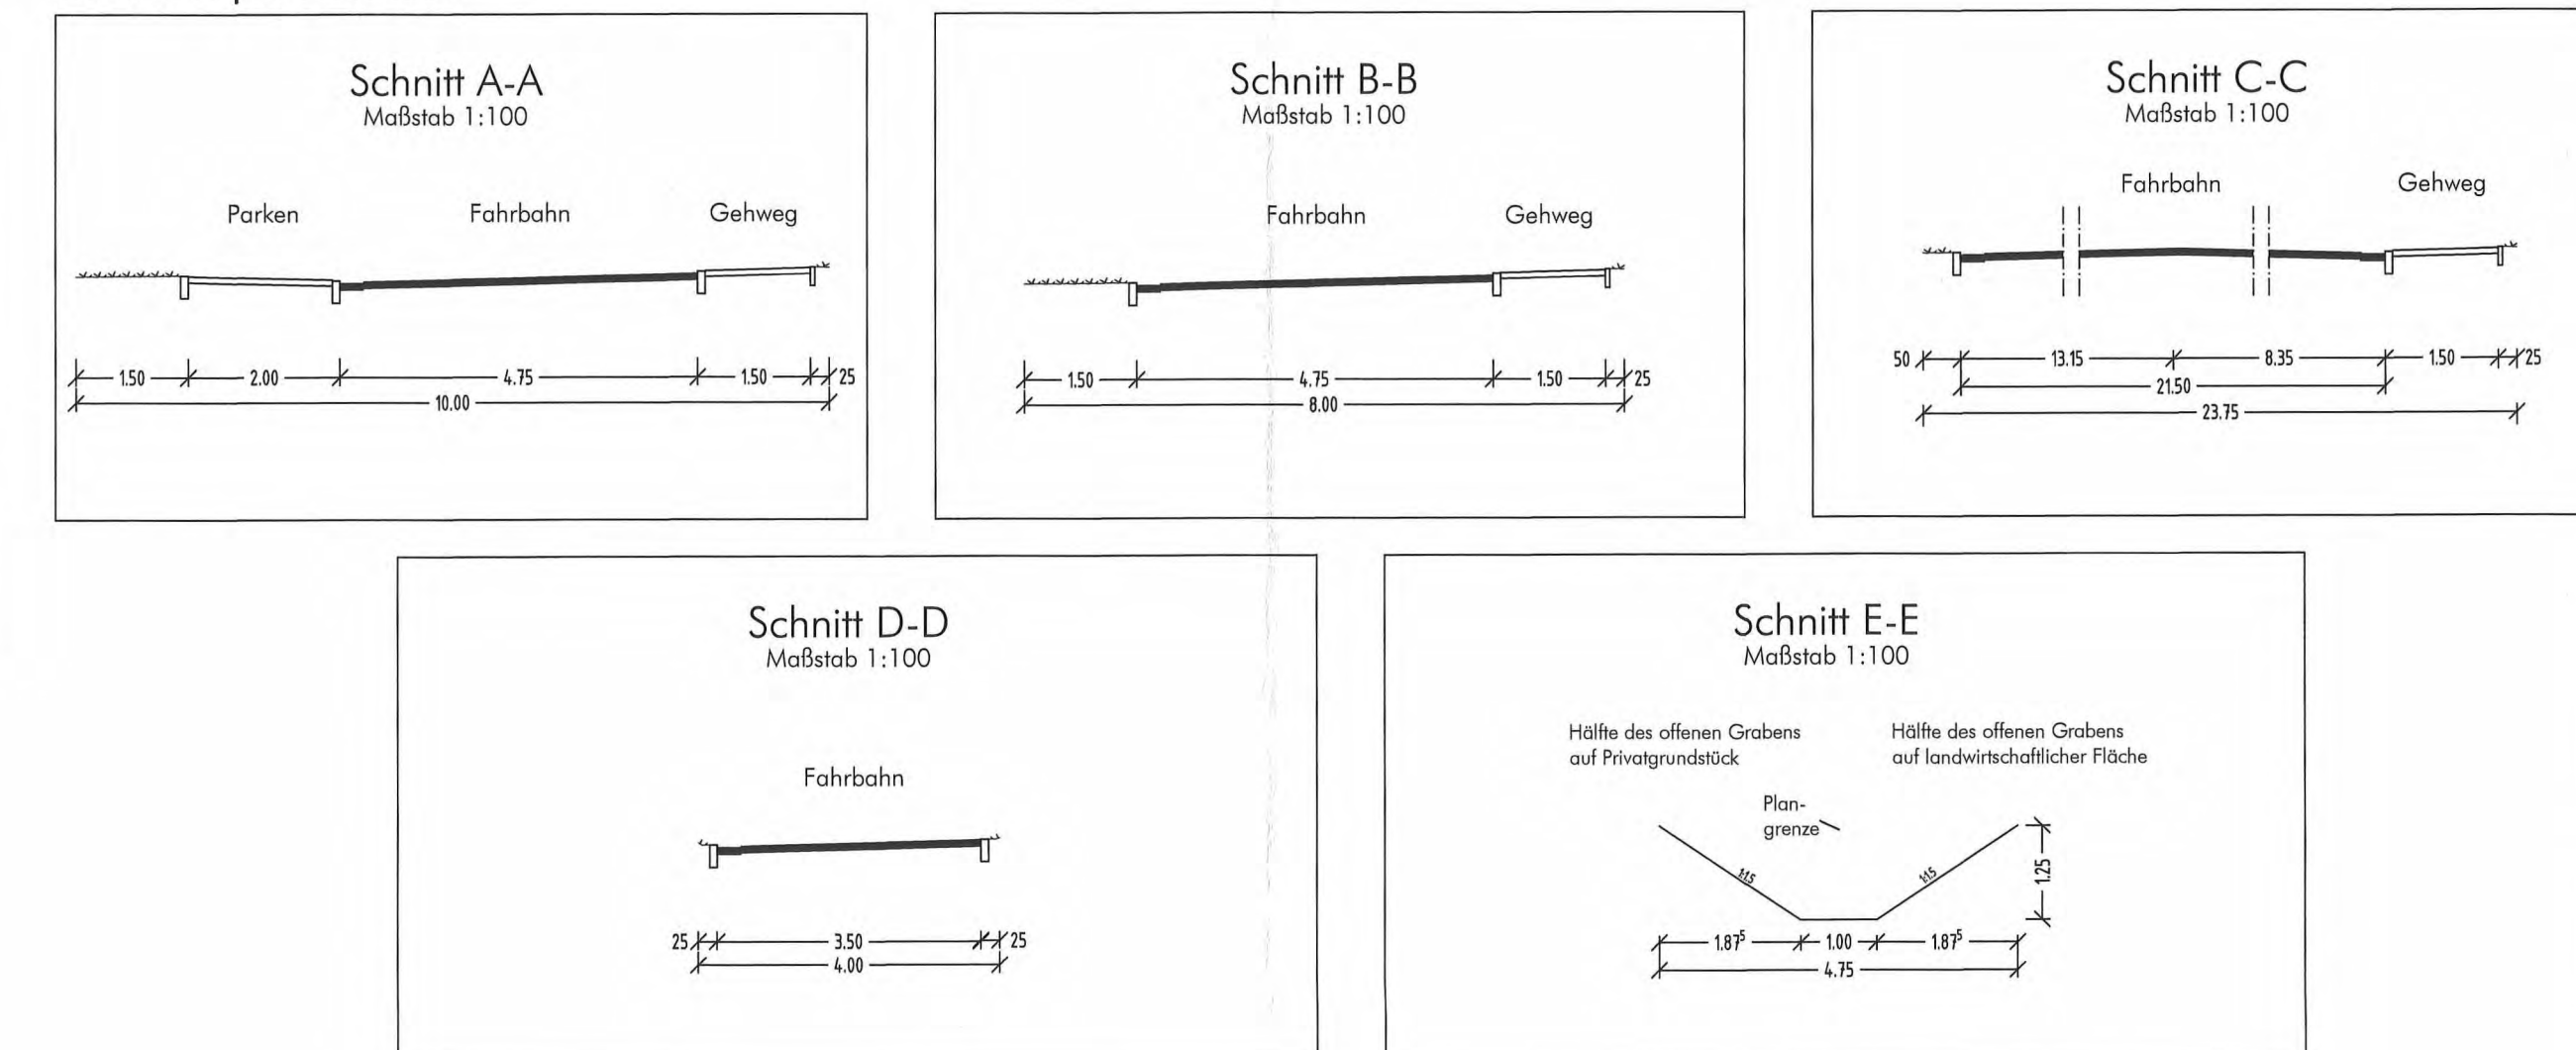 Schnitt A-A
Maßstab 1:100
Parken Fahrbahn Gehweg
1.50 2.00 4.75 1.50 25
10.00
Schnitt B-B
Maßstab 1:100
Fahrbahn Gehweg
1.50 4.75 1.50 25
8.00
Schnitt C-C
Maßstab 1:100
Fahrbahn Gehweg
50 13.15 8.35 1.50 25
21.50
23.75
Schnitt D-D
Maßstab 1:100
Fahrbahn
25 3.50 25
4.00
Schnitt E-E
Maßstab 1:100
Hälfte des offenen Grabens
auf Privatgrundstück
Hälfte des offenen Grabens
auf landwirtschaftlicher Fläche
Plan-
grenze
1:1.5 1:1.5
1.25
1.87⁵ 1.00 1.87⁵
4.75